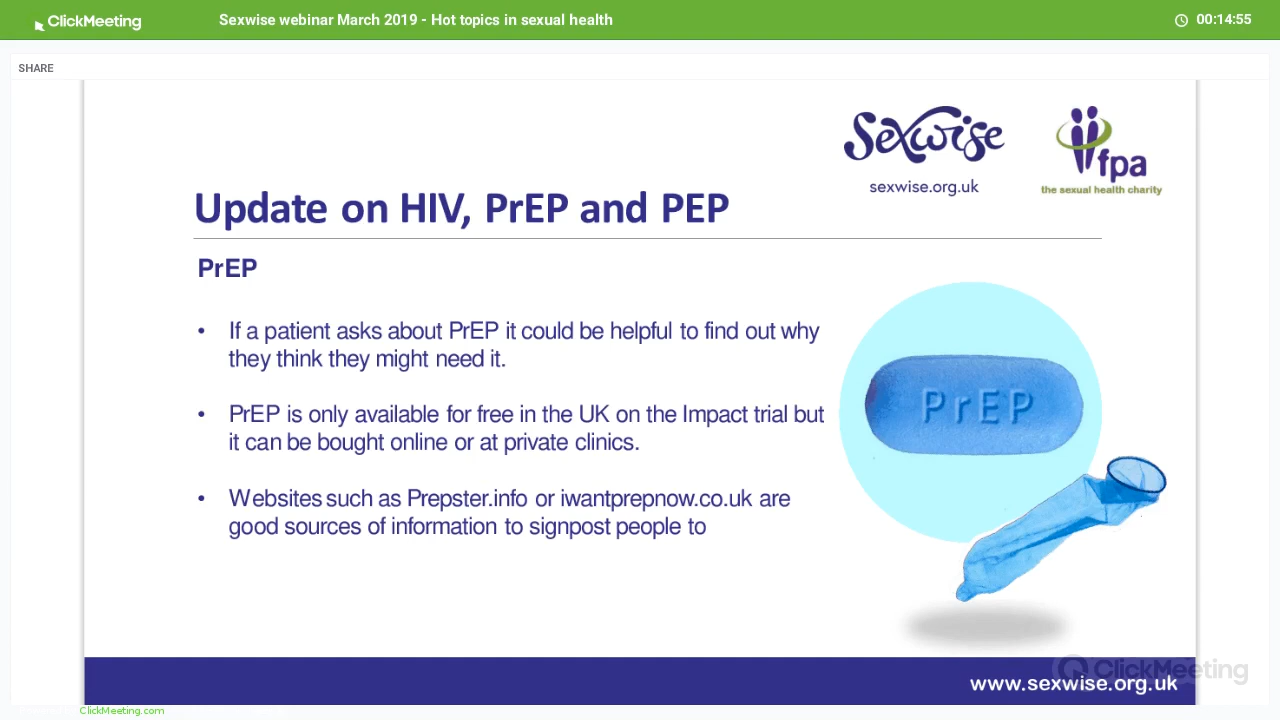 ClickMeeting
Sexwise webinar March 2019 - Hot topics in sexual health
00:14:55
SHARE
Sexwise
sexwise.org.uk
fpa
the sexual health charity
Update on HIV, PrEP and PEP
PrEP
• If a patient asks about PrEP it could be helpful to find out why
they think they might need it.
• PrEP is only available for free in the UK on the Impact trial but
it can be bought online or at private clinics.
• Websites such as Prepster.info or iwantprepnow.co.uk are
good sources of information to signpost people to
PrEP
ClickMeeting
www.sexwise.org.uk
ClickMeeting.com